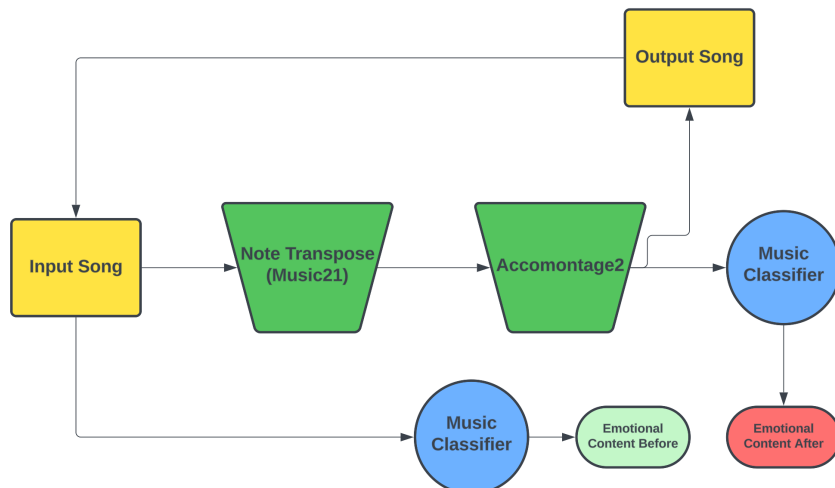 Output Song
Input Song
Note Transpose
(Music21)
Accomontage2
Music
Classifier
Music
Classifier
Emotional
Content Before
Emotional
Content After